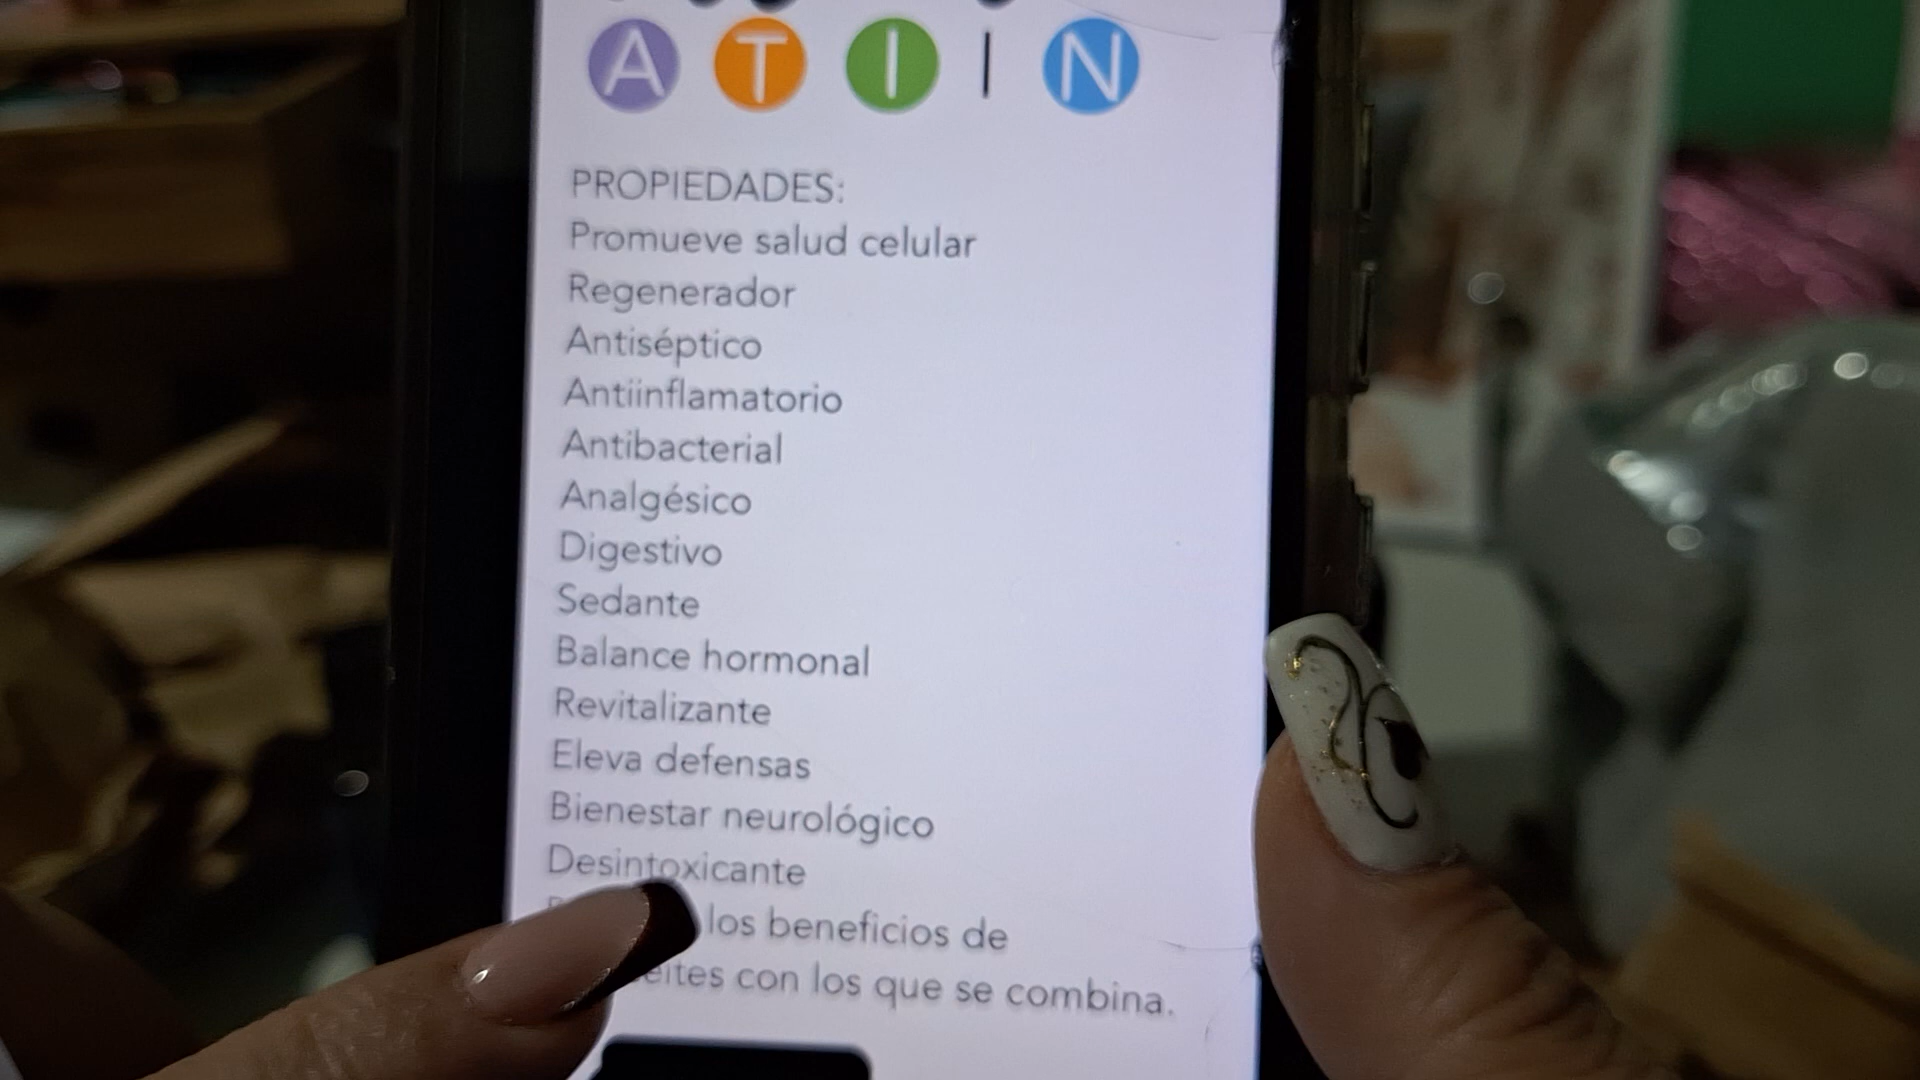 A T I | N
PROPIEDADES:
Promueve salud celular
Regenerador
Antiséptico
Antiinflamatorio
Antibacterial
Analgésico
Digestivo
Sedante
Balance hormonal
Revitalizante
Eleva defensas
Bienestar neurológico
Desintoxicante
los beneficios de
con los que se combina.